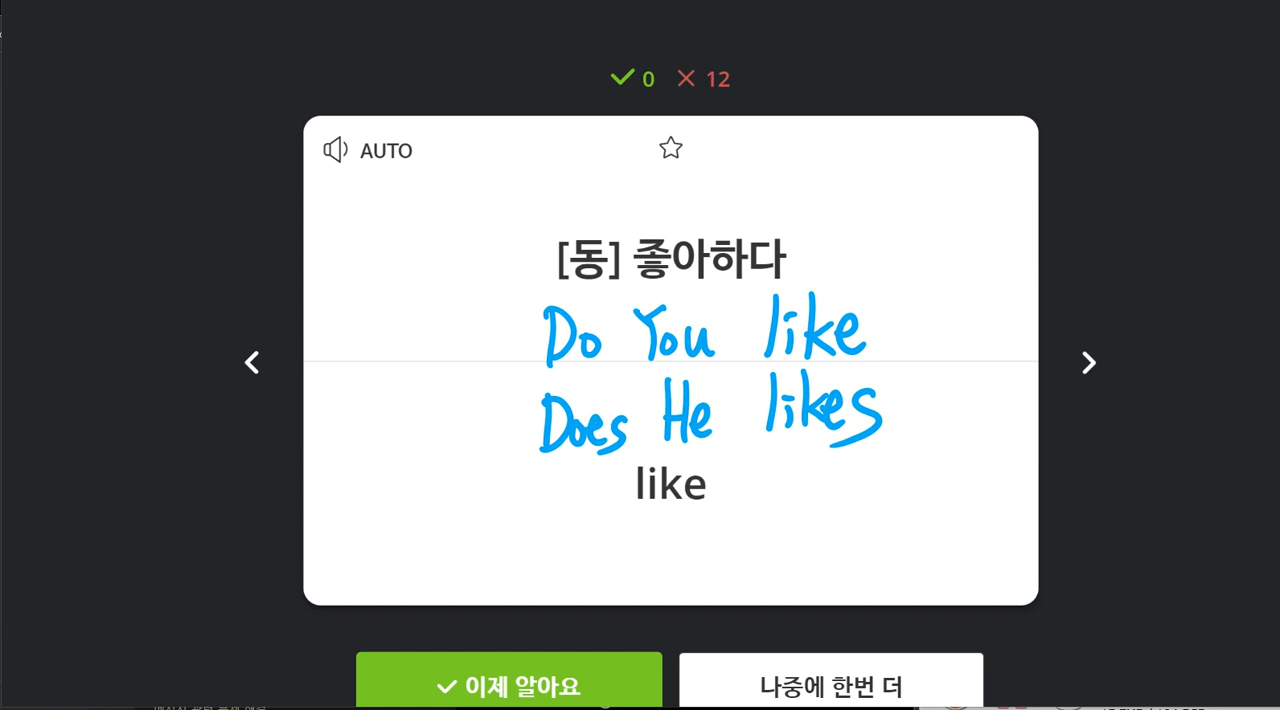 0 12
AUTO
[동] 좋아하다
Do You like
Does He likes
like
이제 알아요 나중에 한번 더